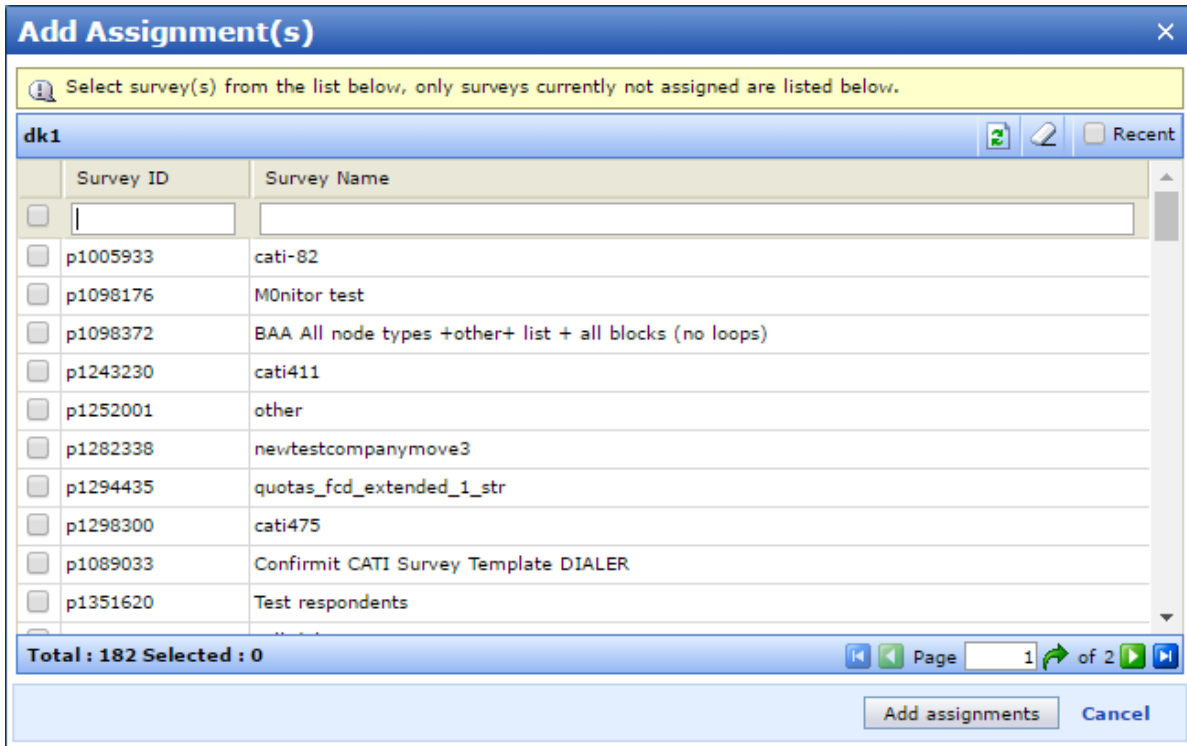 Add Assignment(s)
Select survey(s) from the list below, only surveys currently not assigned are listed below.
dk1 Recent
Survey ID Survey Name
p1005933 cati-82
p1098176 M0nitor test
p1098372 BAA All node types +other+ list + all blocks (no loops)
p1243230 cati411
p1252001 other
p1282338 newtestcompanymove3
p1294435 quotas_fcd_extended_1_str
p1298300 cati475
p1089033 Confirmit CATI Survey Template DIALER
p1351620 Test respondents
Total : 182 Selected : 0 Page 1 of 2
Add assignments Cancel